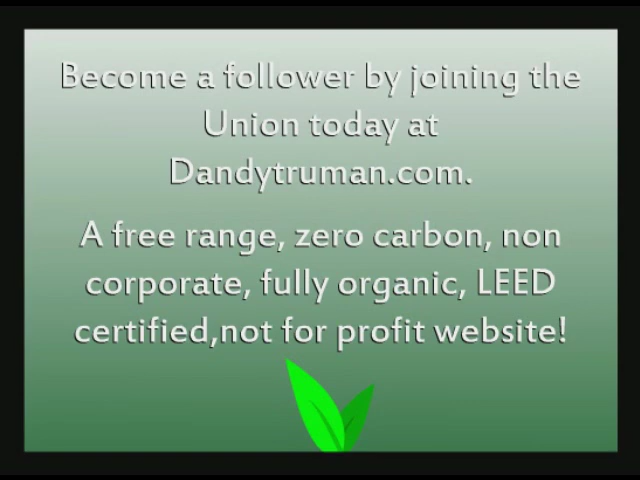 Become a follower by joining the
Union today at
Dandytruman.com.
A free range, zero carbon, non
corporate, fully organic, LEED
certified,not for profit website!